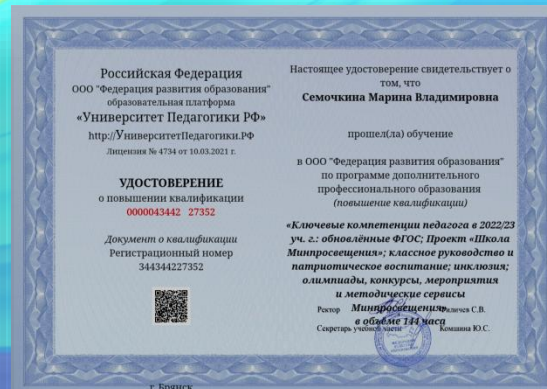 Российская Федерация
ООО "Федерация развития образования"
образовательная платформа
«Университет Педагогики РФ»
http://УниверситетПедагогики.РФ
Лицензия № 4734 от 10.03.2021 г.
УДОСТОВЕРЕНИЕ
о повышении квалификации
0000043442 27352
Документ о квалификации
Регистрационный номер
344344227352
г. Брянск
Настоящее удостоверение свидетельствует о
том, что
Семочкина Марина Владимировна
прошел(ла) обучение
в ООО "Федерация развития образования"
по программе дополнительного
профессионального образования
(повышение квалификации)
«Ключевые компетенции педагога в 2022/23
уч. г.: обновлённые ФГОС; Проект «Школа
Минпросвещения»; классное руководство и
патриотическое воспитание; инклюзия;
олимпиады, конкурсы, мероприятия
и методические сервисы
Минпросвещения»
в объёме 144 часа
Ректор
Секретарь учебной части Комшина Ю.С.